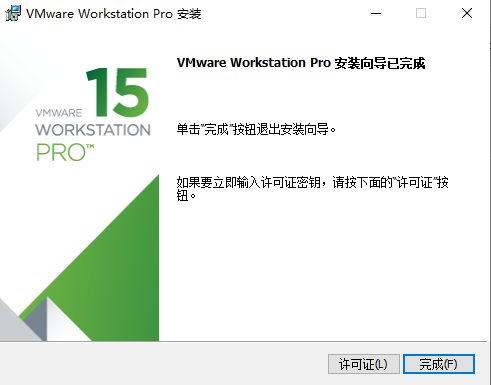 VMware Workstation Pro 安装
VMware Workstation Pro 安装向导已完成
15
VMWARE
WORKSTATION
PRO™
单击"完成"按钮退出安装向导。
如果要立即输入许可证密钥，请按下面的"许可证"按
钮。
许可证(L)
完成(F)